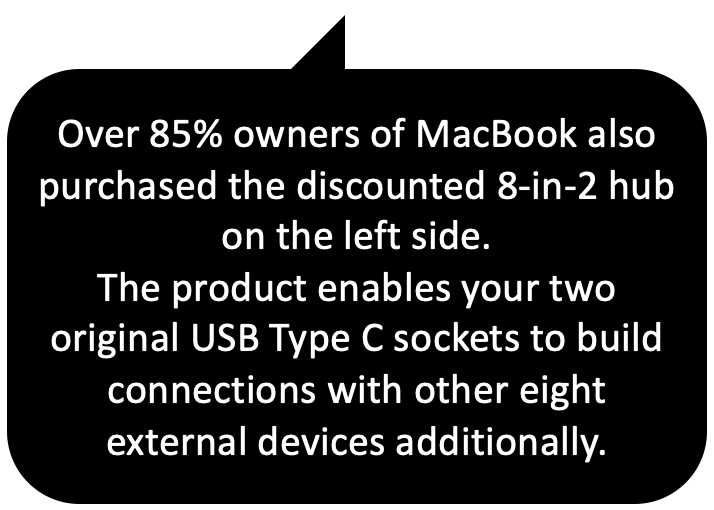 Over 85% owners of MacBook also
purchased the discounted 8-in-2 hub
on the left side.
The product enables your two
original USB Type C sockets to build
connections with other eight
external devices additionally.